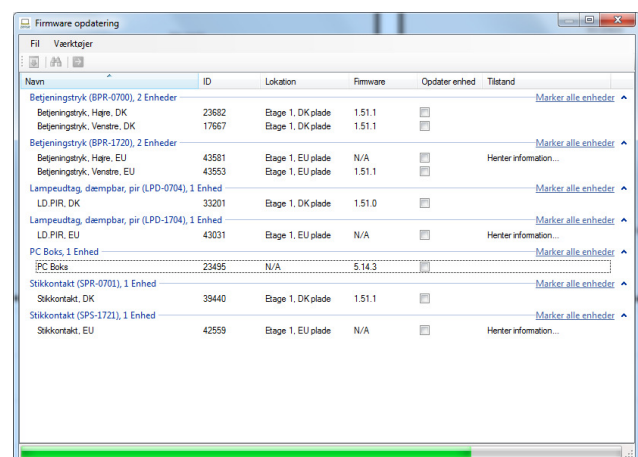 Firmware opdatering
Fil Værktøjer
Navn ID Lokation Firmware Opdater enhed Tilstand
Betjeningstryk (BPR-0700), 2 Enheder Marker alle enheder
Betjeningstryk, Højre, DK 23682 Etage 1, DK plade 1.51.1
Betjeningstryk, Venstre, DK 17667 Etage 1, DK plade 1.51.1
Betjeningstryk (BPR-1720), 2 Enheder Marker alle enheder
Betjeningstryk, Højre, EU 43581 Etage 1, EU plade N/A Henter information...
Betjeningstryk, Venstre, EU 43553 Etage 1, EU plade 1.51.1
Lampeudtag, dæmpbar, pir (LPD-0704), 1 Enhed Marker alle enheder
LD.PIR, DK 33201 Etage 1, DK plade 1.51.0
Lampeudtag, dæmpbar, pir (LPD-1704), 1 Enhed Marker alle enheder
LD.PIR, EU 43031 Etage 1, EU plade N/A Henter information...
PC Boks, 1 Enhed Marker alle enheder
PC Boks 23495 N/A 5.14.3
Stikkontakt (SPR-0701), 1 Enhed Marker alle enheder
Stikkontakt, DK 39440 Etage 1, DK plade 1.51.1
Stikkontakt (SPS-1721), 1 Enhed Marker alle enheder
Stikkontakt, EU 42559 Etage 1, EU plade N/A Henter information...